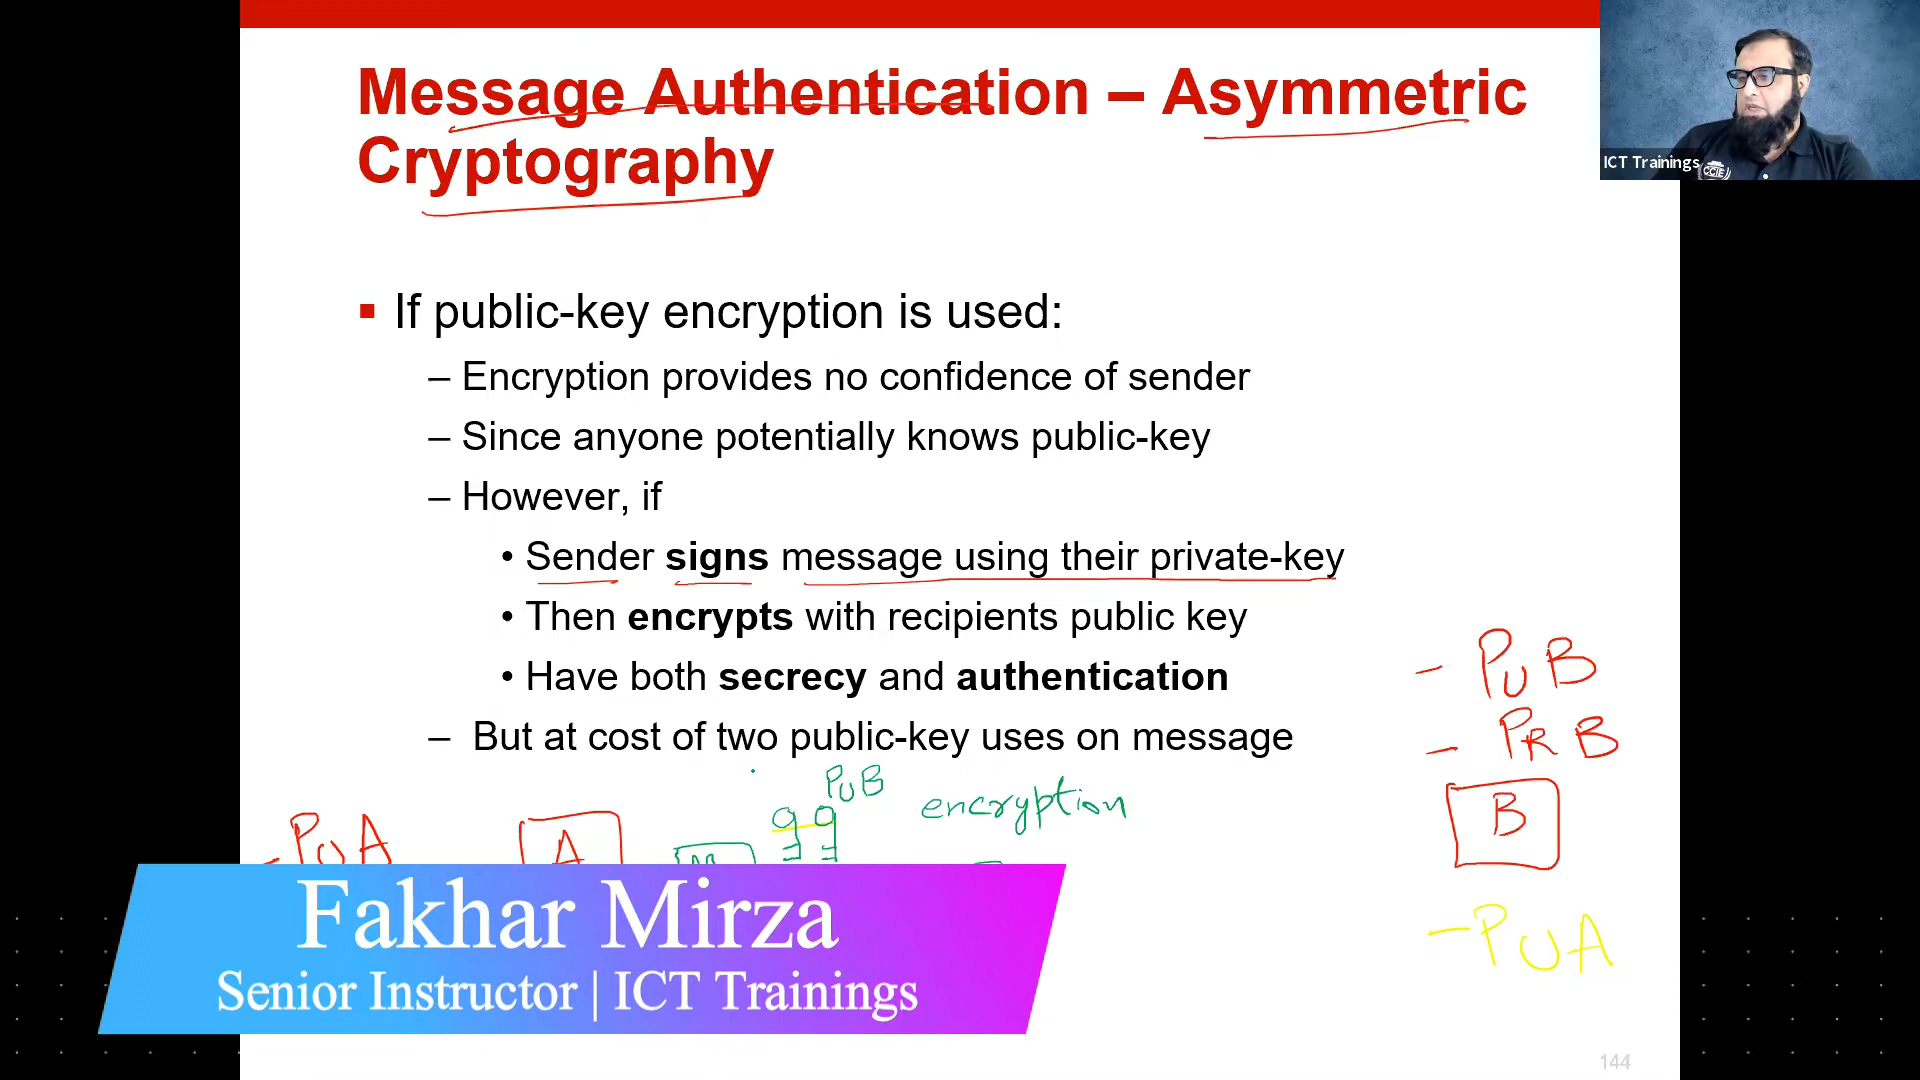 Message Authentication – Asymmetric
Cryptography
ICT Trainings
CCIE
▪ If public-key encryption is used:
– Encryption provides no confidence of sender
– Since anyone potentially knows public-key
– However, if
• Sender signs message using their private-key
• Then encrypts with recipients public key
• Have both secrecy and authentication
– But at cost of two public-key uses on message
- PUB
- PRB
B
- PUA
- PUA
A
PUB
encryption
Fakhar Mirza
Senior Instructor | ICT Trainings
144